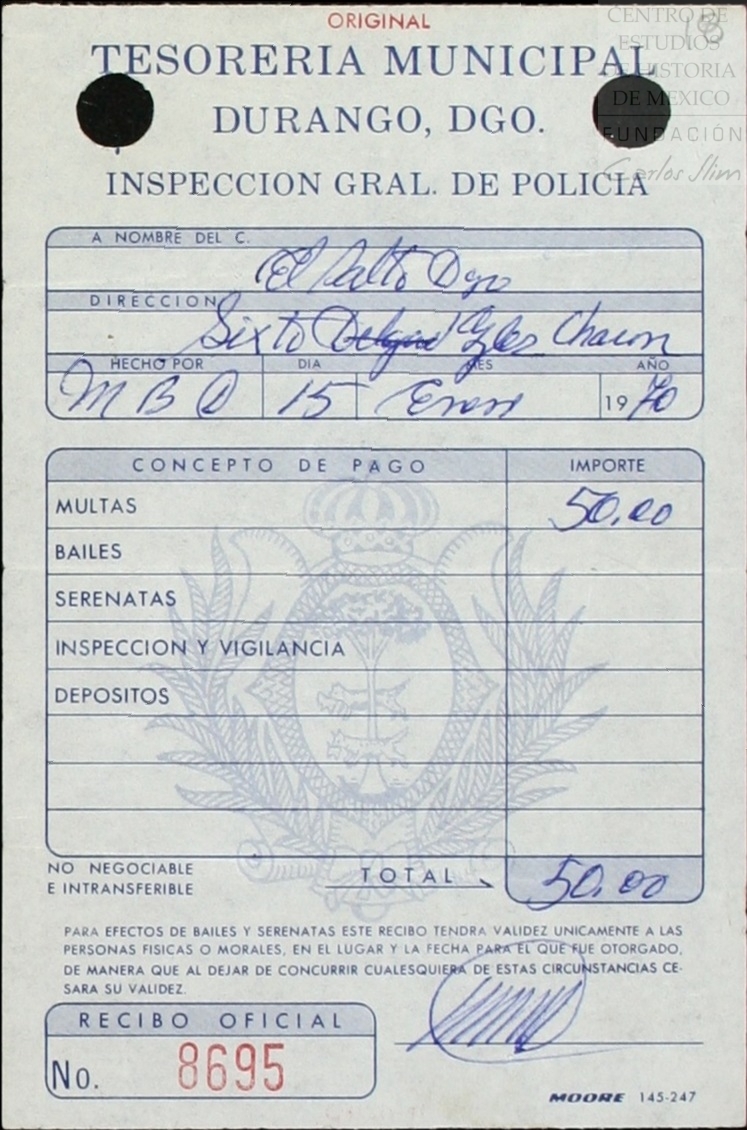 ORIGINAL
18
CENTRO DE
ESTUDIOS
DE HISTORIA
DE MEXICO
FUNDACIÓN
Carlos Slim
TESORERIA MUNICIPAL
DURANGO, DGO.
INSPECCION GRAL. DE POLICIA
A NOMBRE DEL C.
El Salto Dgo
DIRECCION
Sixto Chacon
HECHO POR DIA MES AÑO
M B D 15 Enero 1970
CONCEPTO DE PAGO IMPORTE
MULTAS 50.00
BAILES
SERENATAS
INSPECCION Y VIGILANCIA
DEPOSITOS
NO NEGOCIABLE
E INTRANSFERIBLE
TOTAL 50.00
PARA EFECTOS DE BAILES Y SERENATAS ESTE RECIBO TENDRA VALIDEZ UNICAMENTE A LAS
PERSONAS FISICAS O MORALES, EN EL LUGAR Y LA FECHA PARA EL QUE FUE OTORGADO,
DE MANERA QUE AL DEJAR DE CONCURRIR CUALESQUIERA DE ESTAS CIRCUNSTANCIAS CE-
SARA SU VALIDEZ.
RECIBO OFICIAL
No. 8695
MOORE 145-247